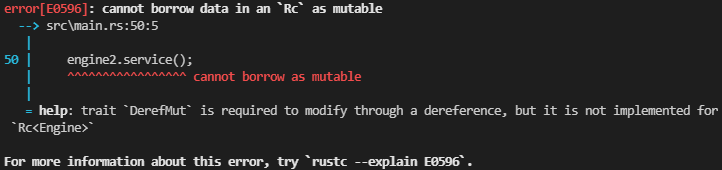 error[E0596]: cannot borrow data in an `Rc` as mutable
  --> src\main.rs:50:5
   |
50 |     engine2.service();
   |     ^^^^^^^^^^^^^^^^^ cannot borrow as mutable
   |
   = help: trait `DerefMut` is required to modify through a dereference, but it is not implemented for
 `Rc<Engine>`
For more information about this error, try `rustc --explain E0596`.